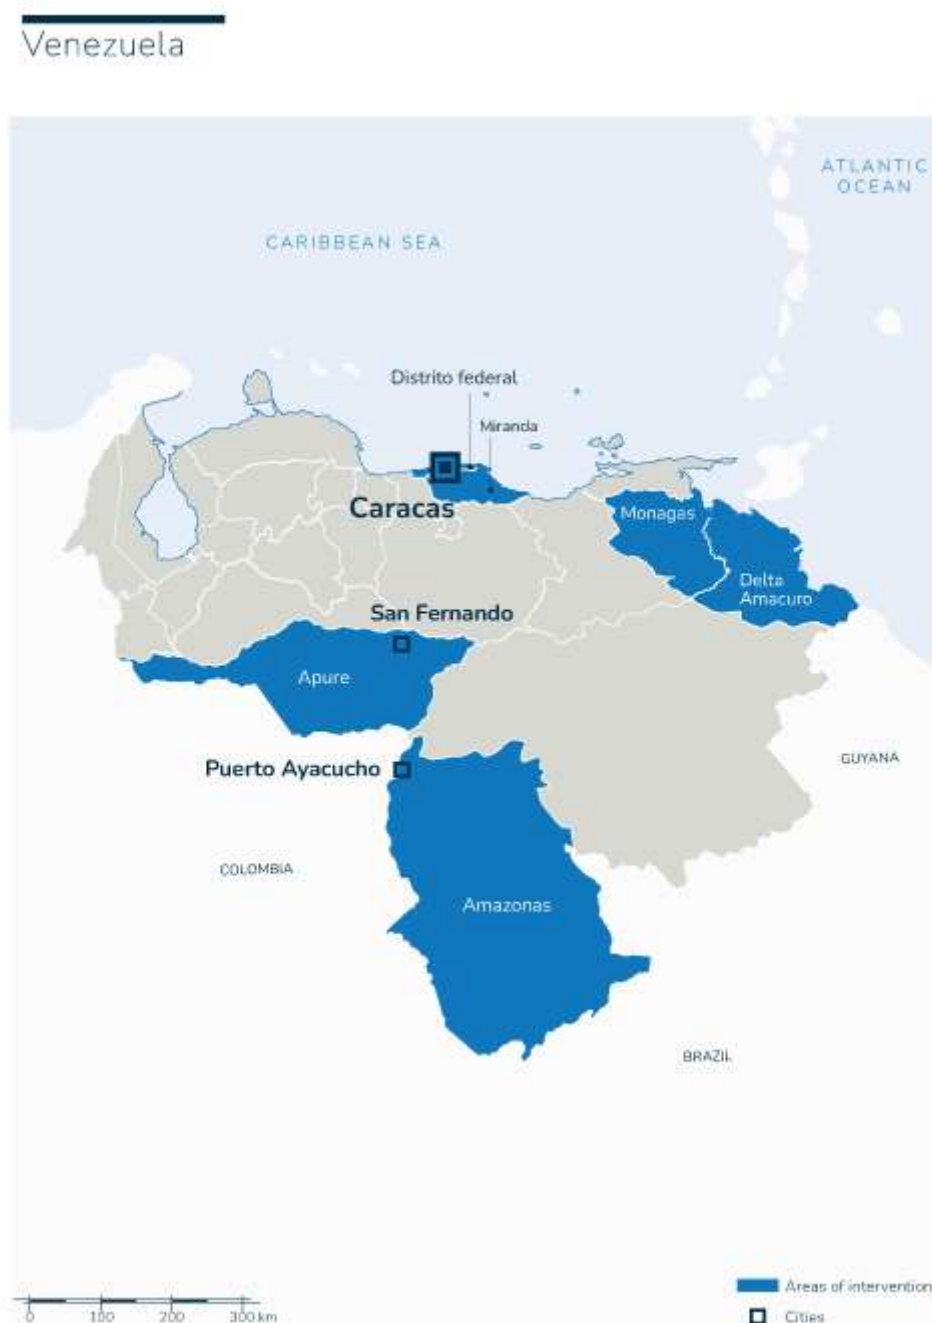 Venezuela
ATLANTIC
OCEAN
CARIBBEAN SEA
Distrito federal
Miranda
Caracas
Monagas
Delta
Amacuro
San Fernando
Apure
Puerto Ayacucho
GUYANA
COLOMBIA
Amazonas
BRAZIL
Areas of intervention
0 100 200 300 km
Cities